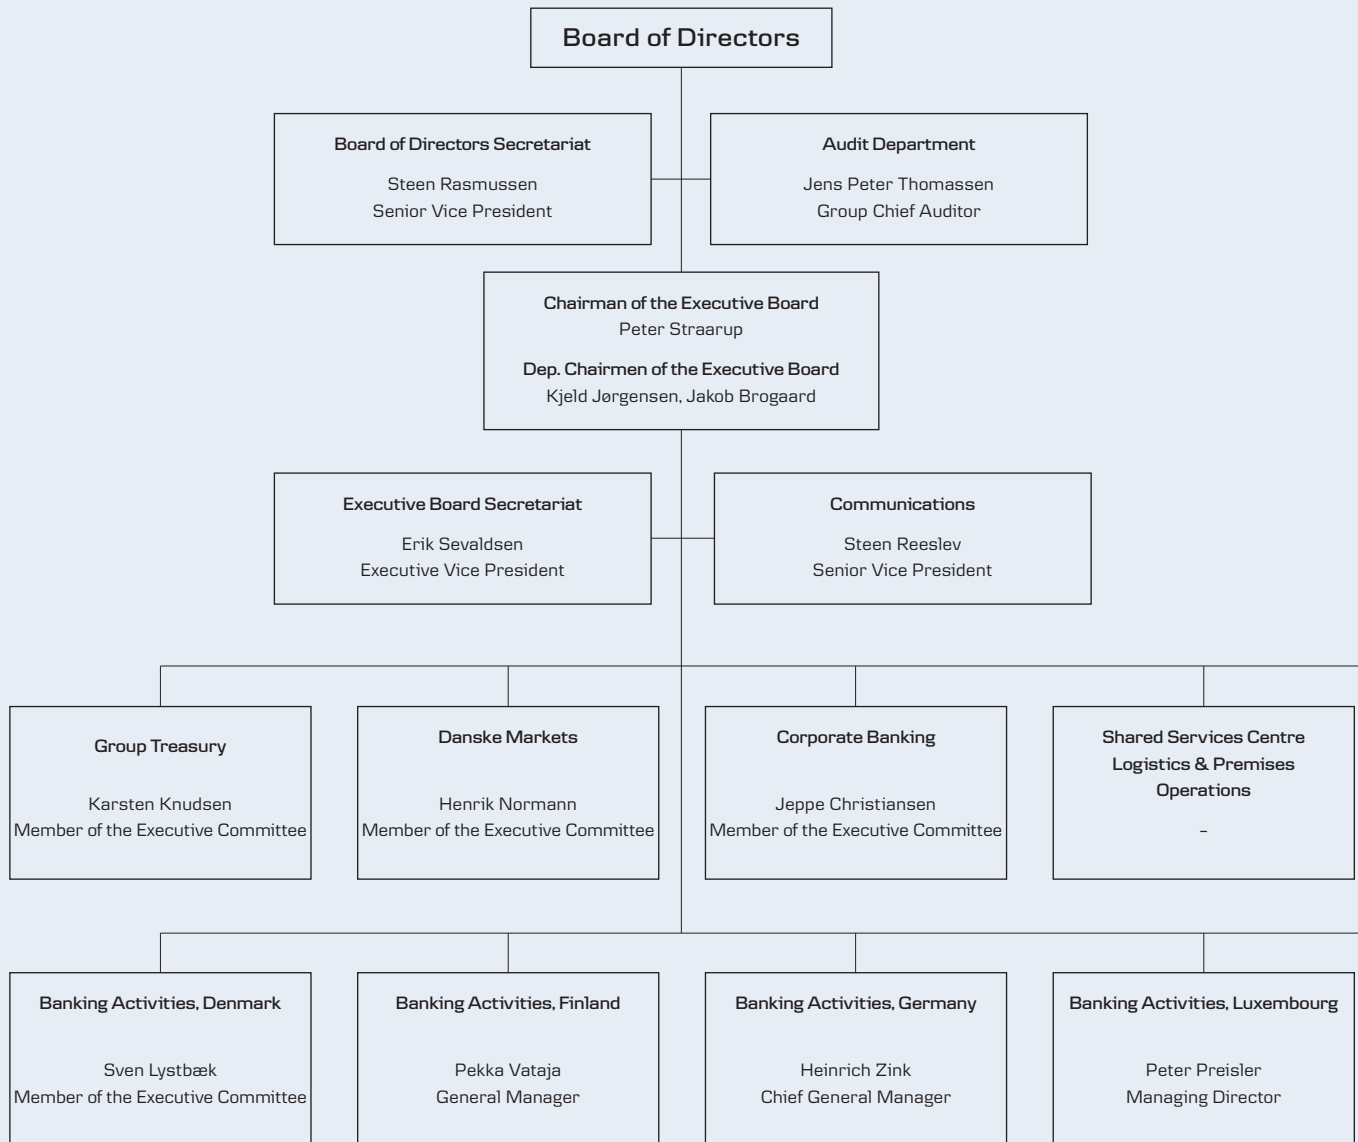 Board of Directors
Board of Directors Secretariat
Steen Rasmussen
Senior Vice President
Audit Department
Jens Peter Thomassen
Group Chief Auditor
Chairman of the Executive Board
Peter Straarup
Dep. Chairmen of the Executive Board
Kjeld Jørgensen, Jakob Brogaard
Executive Board Secretariat
Erik Sevaldsen
Executive Vice President
Communications
Steen Reeslev
Senior Vice President
Group Treasury
Karsten Knudsen
Member of the Executive Committee
Danske Markets
Henrik Normann
Member of the Executive Committee
Corporate Banking
Jeppe Christiansen
Member of the Executive Committee
Shared Services Centre
Logistics & Premises
Operations
–
Banking Activities, Denmark
Sven Lystbæk
Member of the Executive Committee
Banking Activities, Finland
Pekka Vataja
General Manager
Banking Activities, Germany
Heinrich Zink
Chief General Manager
Banking Activities, Luxembourg
Peter Preisler
Managing Director